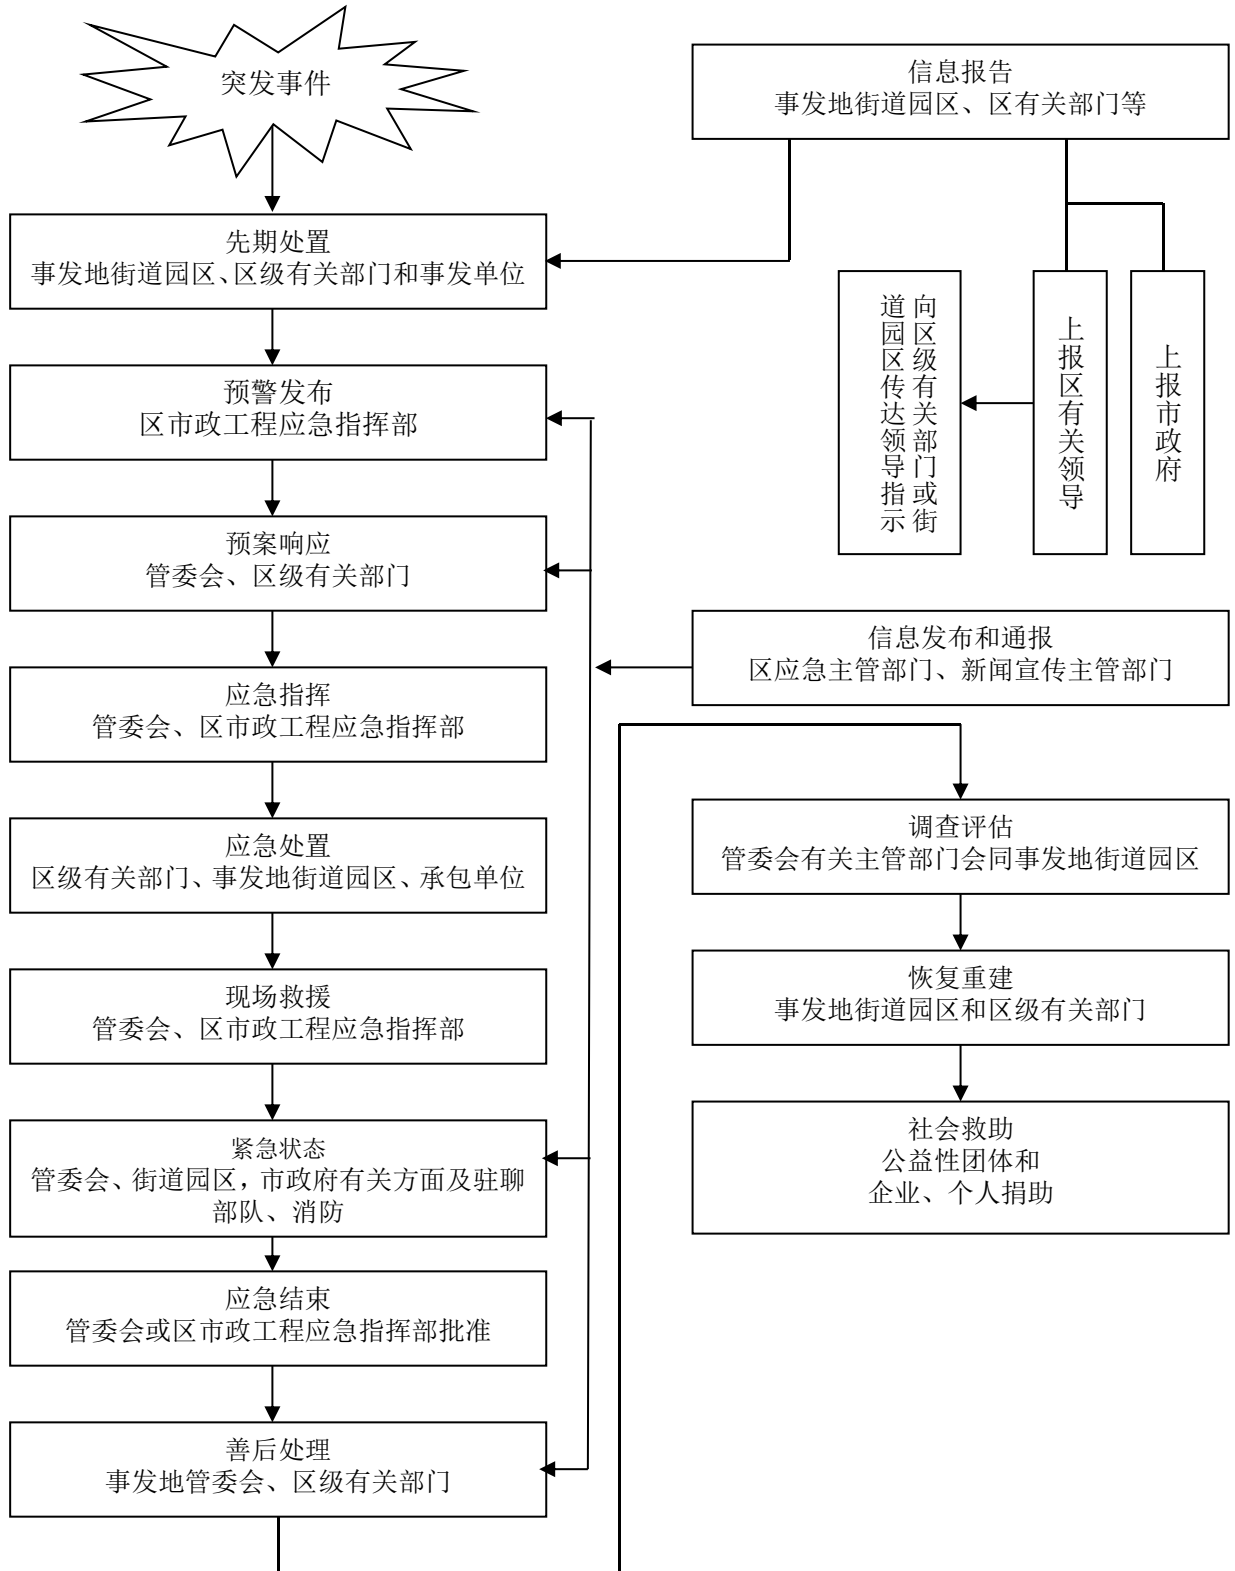 突发事件
信息报告
事发地街道园区、区有关部门等
先期处置
事发地街道园区、区级有关部门和事发单位
向区级有关部门或街
道园区传达领导指示
上报区有关领导
上报市政府
预警发布
区市政工程应急指挥部
预案响应
管委会、区级有关部门
信息发布和通报
区应急主管部门、新闻宣传主管部门
应急指挥
管委会、区市政工程应急指挥部
应急处置
区级有关部门、事发地街道园区、承包单位
调查评估
管委会有关主管部门会同事发地街道园区
现场救援
管委会、区市政工程应急指挥部
恢复重建
事发地街道园区和区级有关部门
紧急状态
管委会、街道园区，市政府有关方面及驻聊
部队、消防
社会救助
公益性团体和
企业、个人捐助
应急结束
管委会或区市政工程应急指挥部批准
善后处理
事发地管委会、区级有关部门